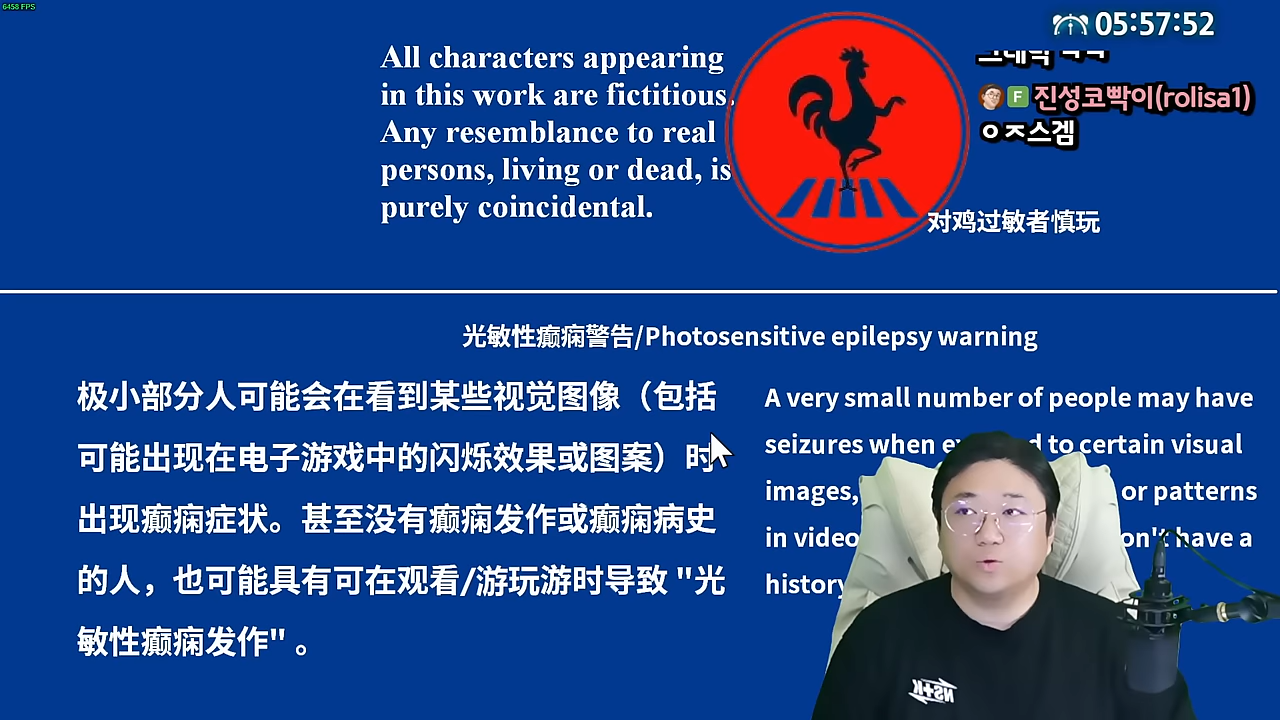 6458 FPS
05:57:52
All characters appearing
in this work are fictitious.
Any resemblance to real
persons, living or dead, is
purely coincidental.
F 진성코빡이(rolisa1)
ㅇㅈ스겜
对鸡过敏者慎玩
光敏性癫痫警告/Photosensitive epilepsy warning
极小部分人可能会在看到某些视觉图像（包括
可能出现在电子游戏中的闪烁效果或图案）时
出现癫痫症状。甚至没有癫痫发作或癫痫病史
的人，也可能具有可在观看/游玩游时导致 "光
敏性癫痫发作" 。
A very small number of people may have
seizures when to certain visual
images, or patterns
in video have a
history